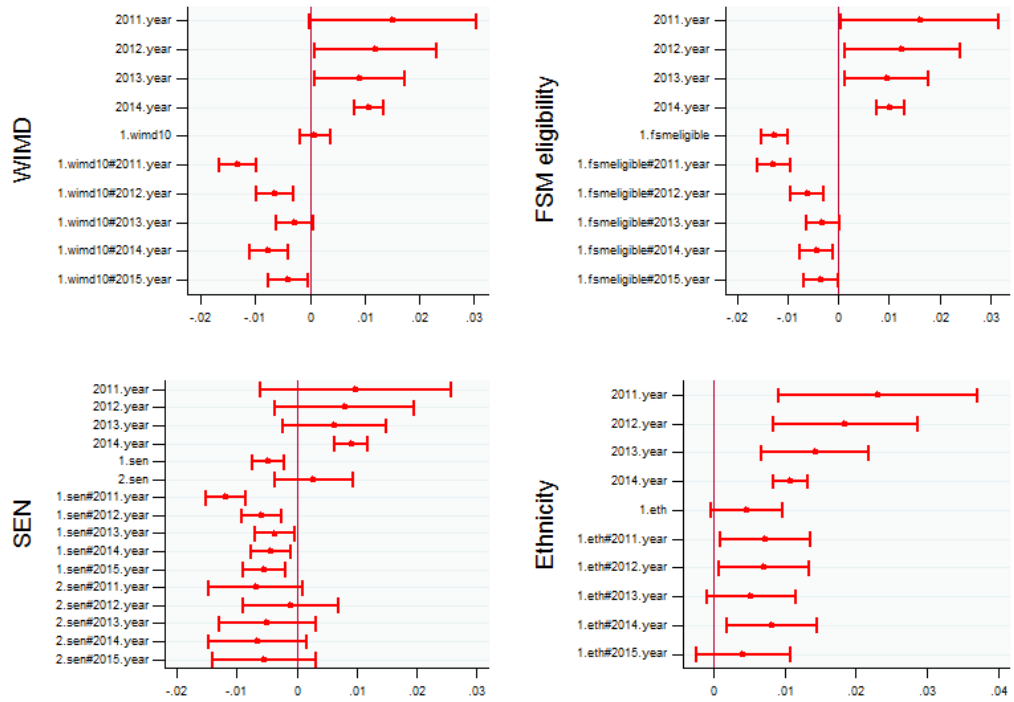 WIMD
2011.year
2012.year
2013.year
2014.year
1.wimd10
1.wimd10#2011.year
1.wimd10#2012.year
1.wimd10#2013.year
1.wimd10#2014.year
1.wimd10#2015.year
-.02 -.01 0 .01 .02 .03
FSM eligibility
2011.year
2012.year
2013.year
2014.year
1.fsmeligible
1.fsmeligible#2011.year
1.fsmeligible#2012.year
1.fsmeligible#2013.year
1.fsmeligible#2014.year
1.fsmeligible#2015.year
-.02 -.01 0 .01 .02 .03
SEN
2011.year
2012.year
2013.year
2014.year
1.sen
2.sen
1.sen#2011.year
1.sen#2012.year
1.sen#2013.year
1.sen#2014.year
1.sen#2015.year
2.sen#2011.year
2.sen#2012.year
2.sen#2013.year
2.sen#2014.year
2.sen#2015.year
-.02 -.01 0 .01 .02 .03
Ethnicity
2011.year
2012.year
2013.year
2014.year
1.eth
1.eth#2011.year
1.eth#2012.year
1.eth#2013.year
1.eth#2014.year
1.eth#2015.year
0 .01 .02 .03 .04